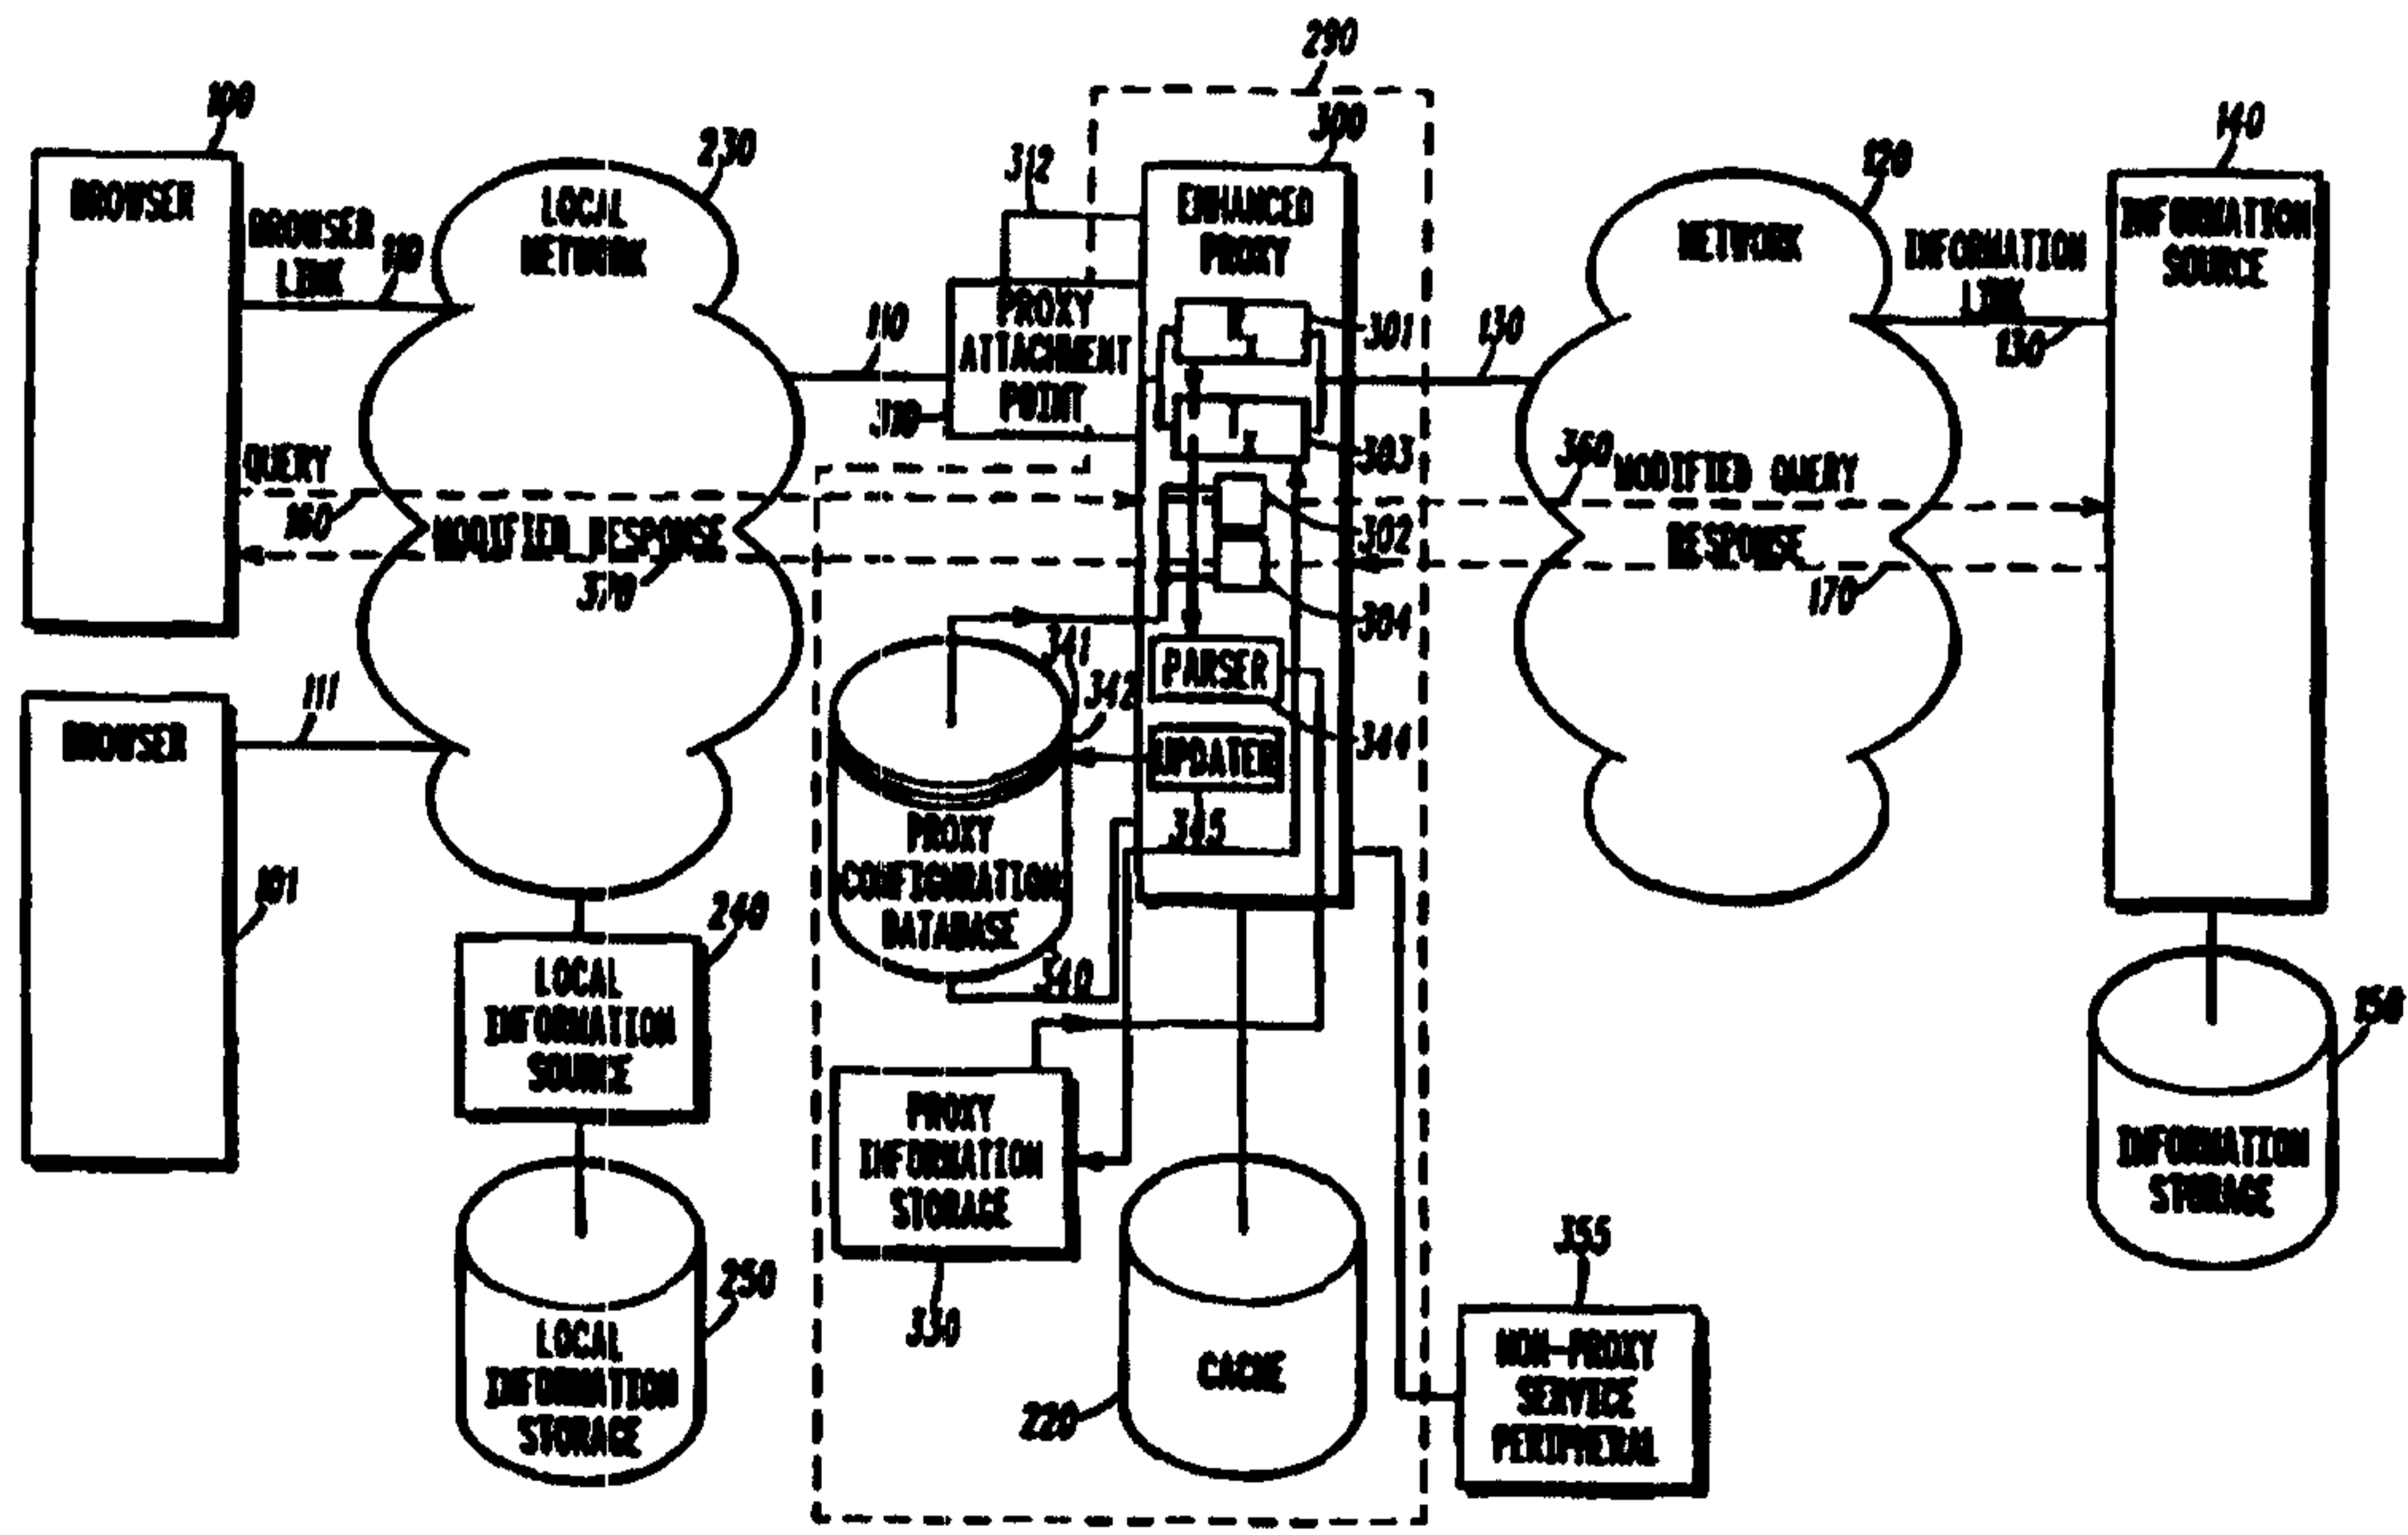 290
100
BROWSER
BROWSER
LINK
110
230
LOCAL
NETWORK
312
300
ENHANCED
PROXY
PROXY
ATTACHMENT
POINT
110
301
303
302
304
130
120
NETWORK
INFORMATION
LINK
130
140
INFORMATION
SOURCE
QUERY
160
MODIFIED RESPONSE
370
360
MODIFIED QUERY
RESPONSE
170
341
342
PARSER
344
UPDATER
345
BROWSER
111
101
PROXY
CONFIGURATION
DATABASE
340
240
LOCAL
INFORMATION
SOURCE
PROXY
INFORMATION
STORAGE
330
250
LOCAL
INFORMATION
STORAGE
CACHE
220
355
NON-PROXY
SERVICE
PERIPHERAL
150
INFORMATION
STORAGE